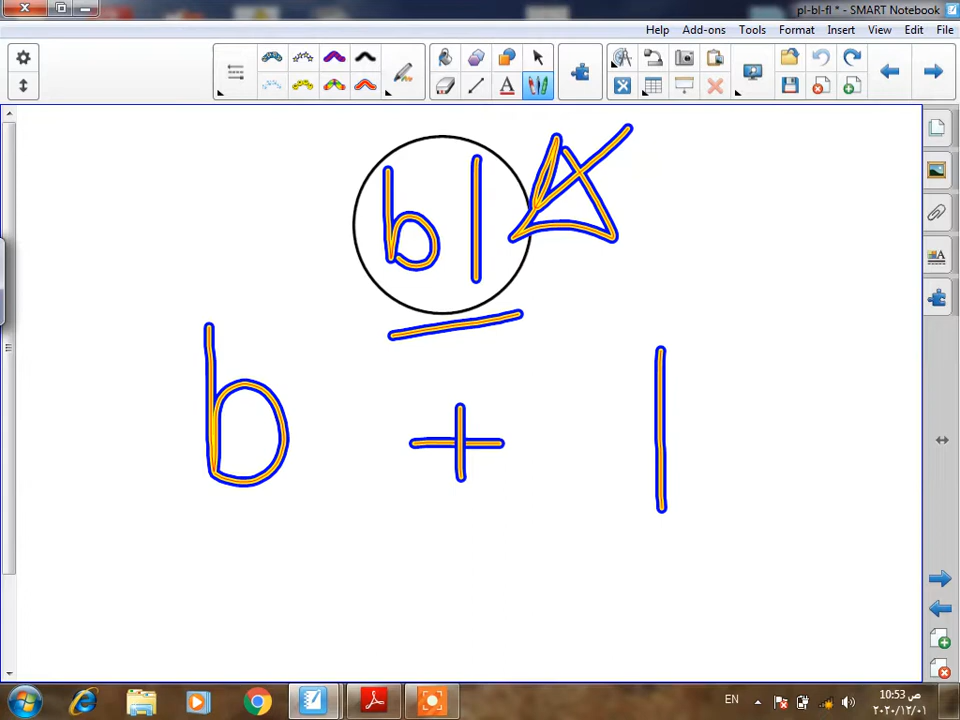 pl-bl-fl * - SMART Notebook
Help Add-ons Tools Format Insert View Edit File
bl
b + l
EN
10:53 ص
٢٠٢٠/١٢/٠١